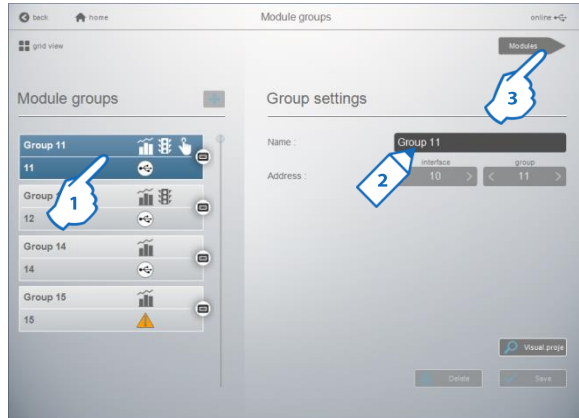 back home Module groups online
grid view Modules
Module groups Group settings
Group 11
11
Name : Group 11
interface group
Address : 10 11
Group
12
Group 14
14
Group 15
15
Visual.proje
Delete Save
1
2
3